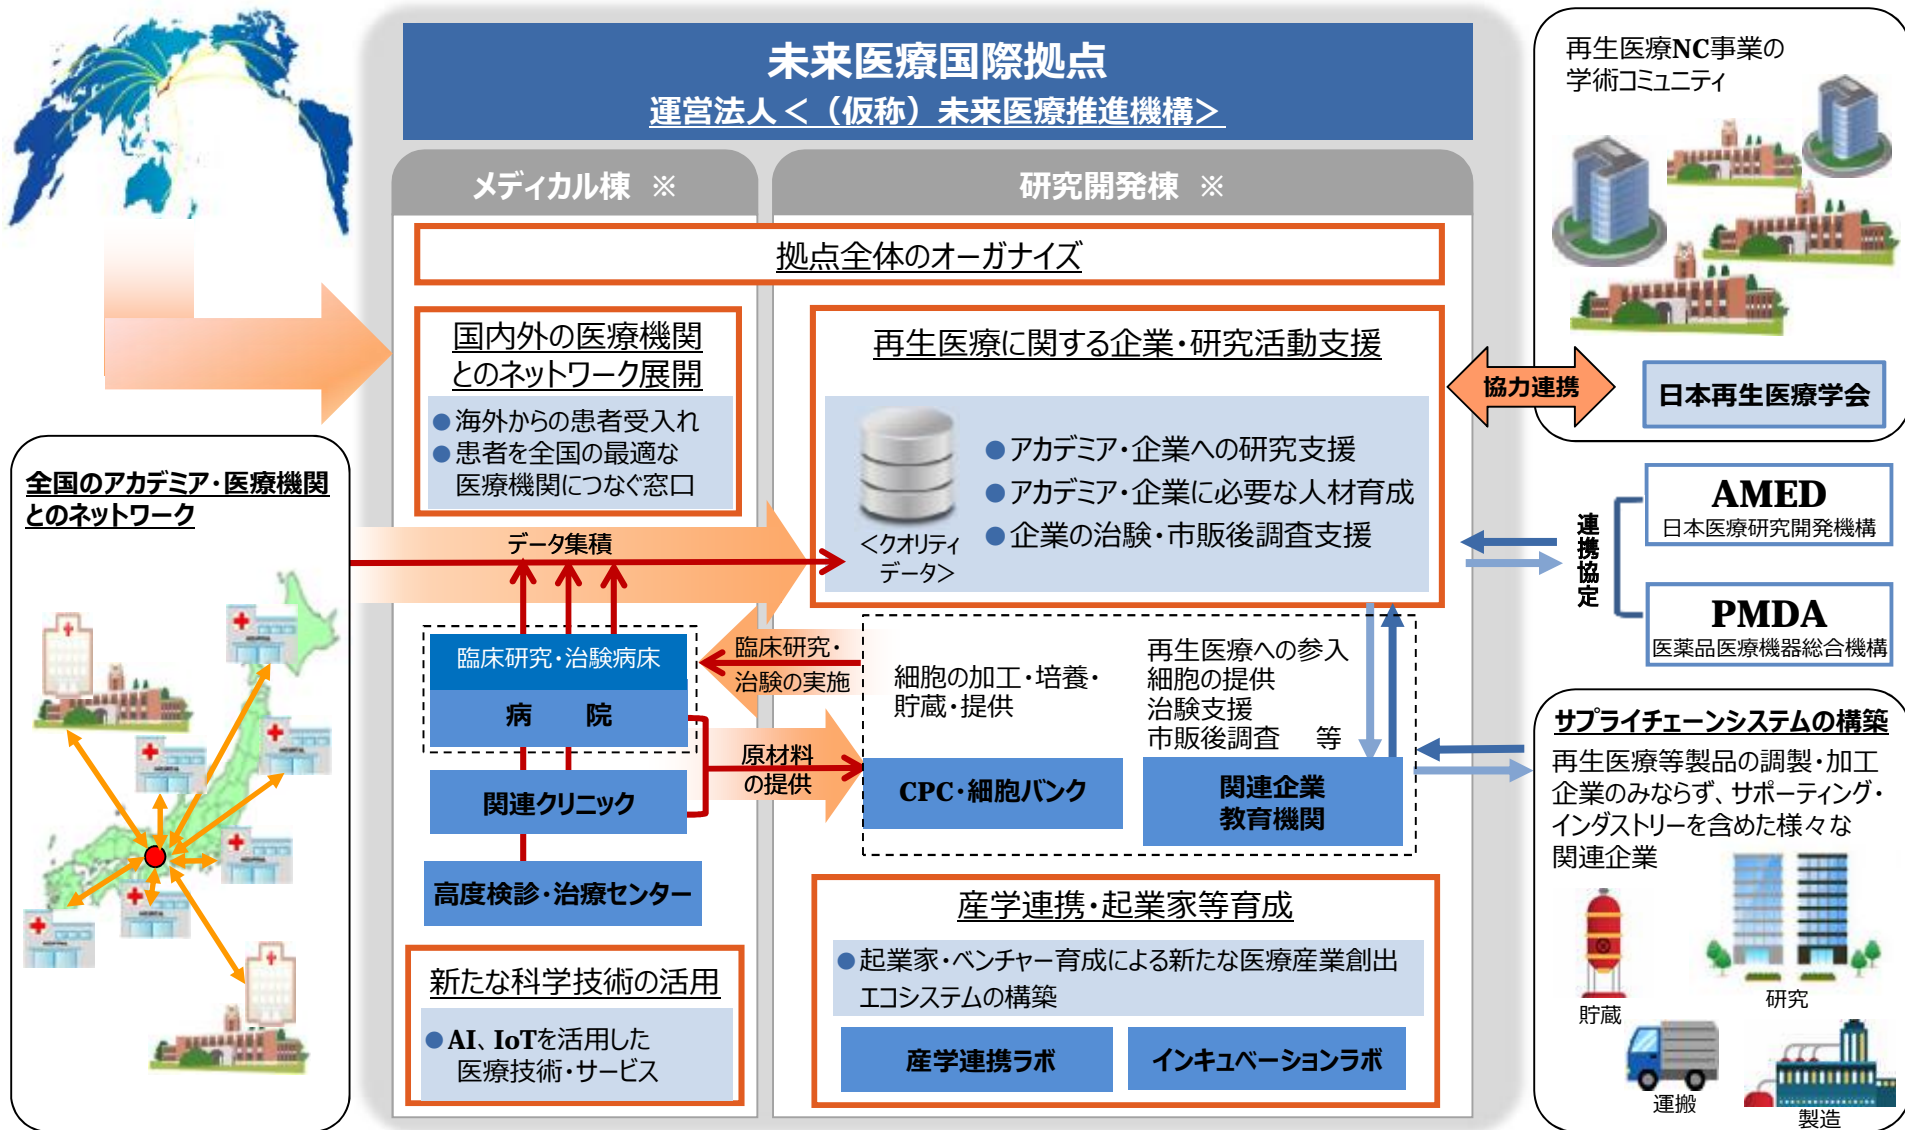 未来医療国際拠点
運営法人＜（仮称）未来医療推進機構＞
メディカル棟 ※
研究開発棟 ※
拠点全体のオーガナイズ
国内外の医療機関
とのネットワーク展開
●海外からの患者受入れ
●患者を全国の最適な
医療機関につなぐ窓口
再生医療に関する企業・研究活動支援
●アカデミア・企業への研究支援
●アカデミア・企業に必要な人材育成
●企業の治験・市販後調査支援
＜クオリティ
データ＞
データ集積
臨床研究・治験病床
病　院
関連クリニック
高度検診・治療センター
臨床研究・
治験の実施
原材料
の提供
細胞の加工・培養・
貯蔵・提供
CPC・細胞バンク
再生医療への参入
細胞の提供
治験支援
市販後調査　等
関連企業
教育機関
新たな科学技術の活用
●AI、IoTを活用した
医療技術・サービス
産学連携・起業家等育成
●起業家・ベンチャー育成による新たな医療産業創出
エコシステムの構築
産学連携ラボ
インキュベーションラボ
全国のアカデミア・医療機関
とのネットワーク
再生医療NC事業の
学術コミュニティ
協力連携
日本再生医療学会
連携協定
AMED
日本医療研究開発機構
PMDA
医薬品医療機器総合機構
サプライチェーンシステムの構築
再生医療等製品の調製・加工
企業のみならず、サポーティング・
インダストリーを含めた様々な
関連企業
貯蔵
研究
運搬
製造